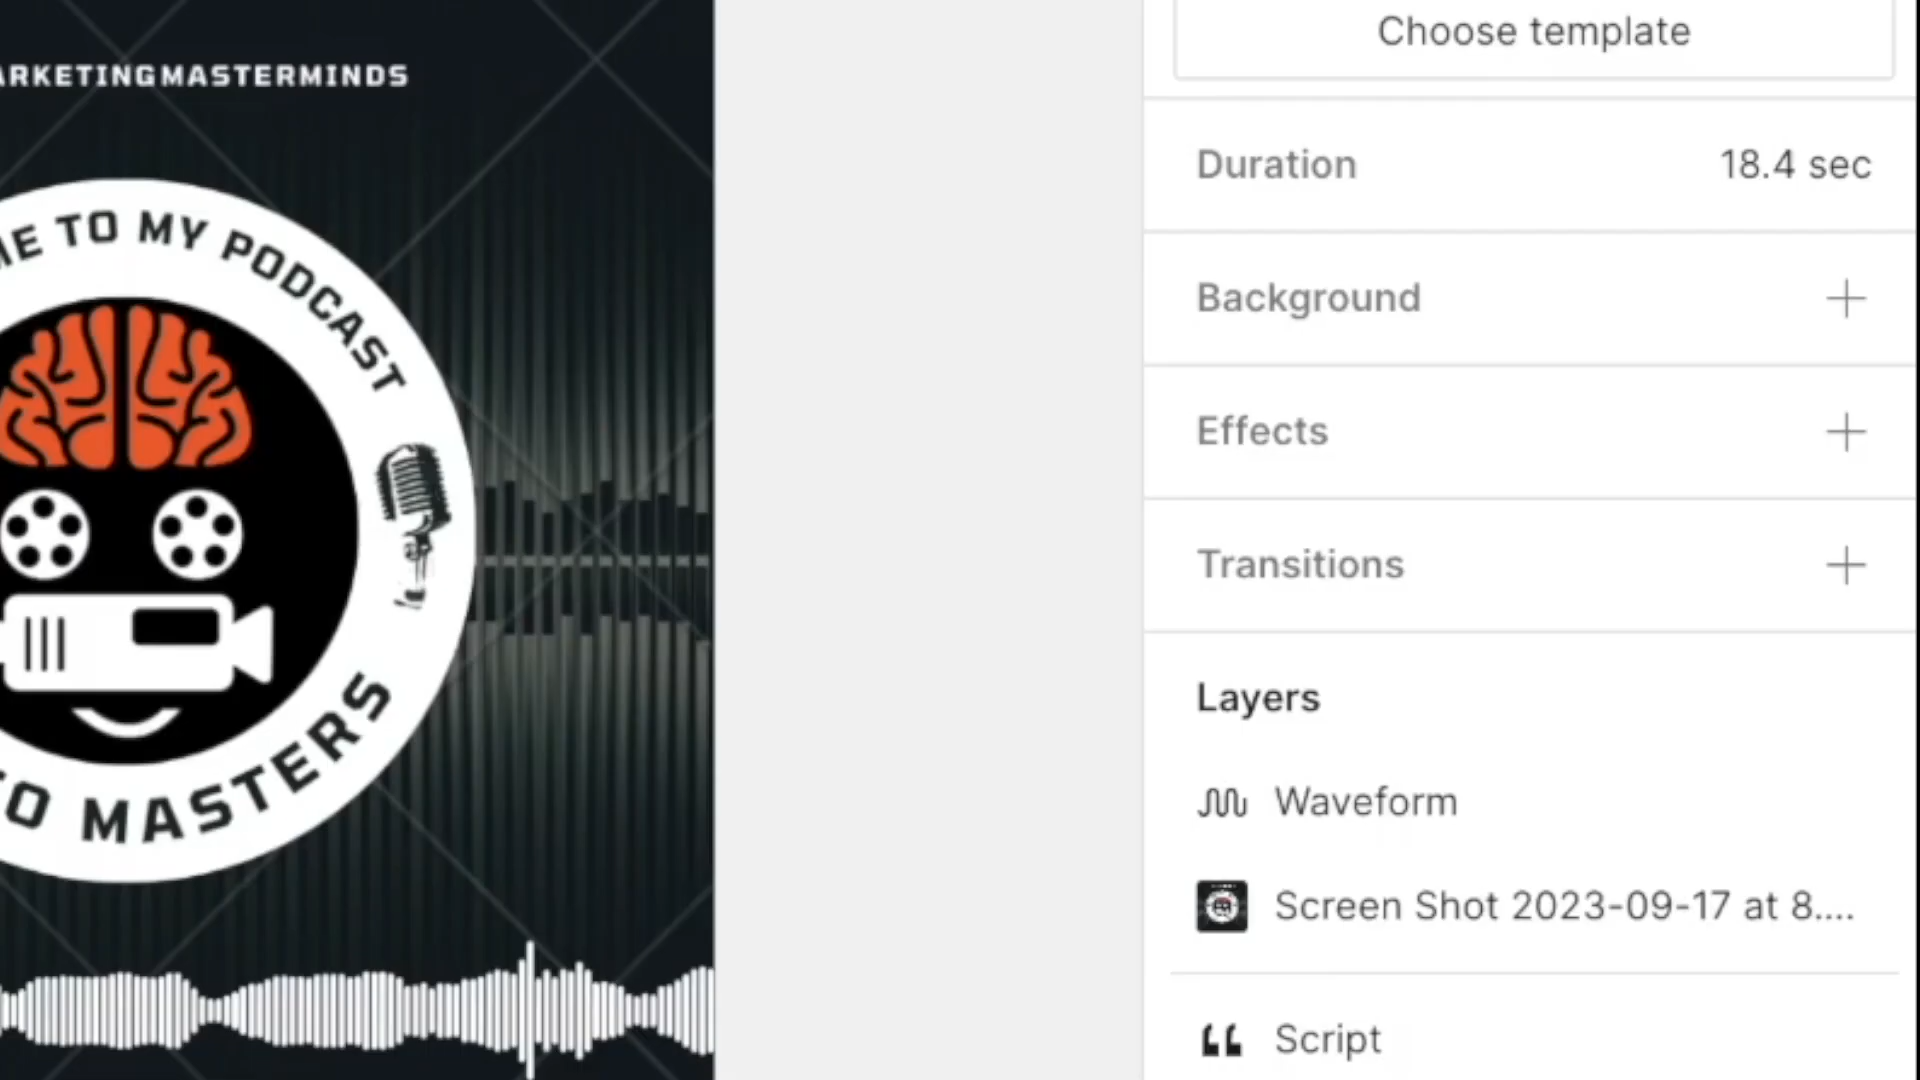 ARKETINGMASTERMINDS
ME TO MY PODCAST
O MASTERS
Choose template
Duration
18.4 sec
Background
Effects
Transitions
Layers
Waveform
Screen Shot 2023-09-17 at 8....
Script